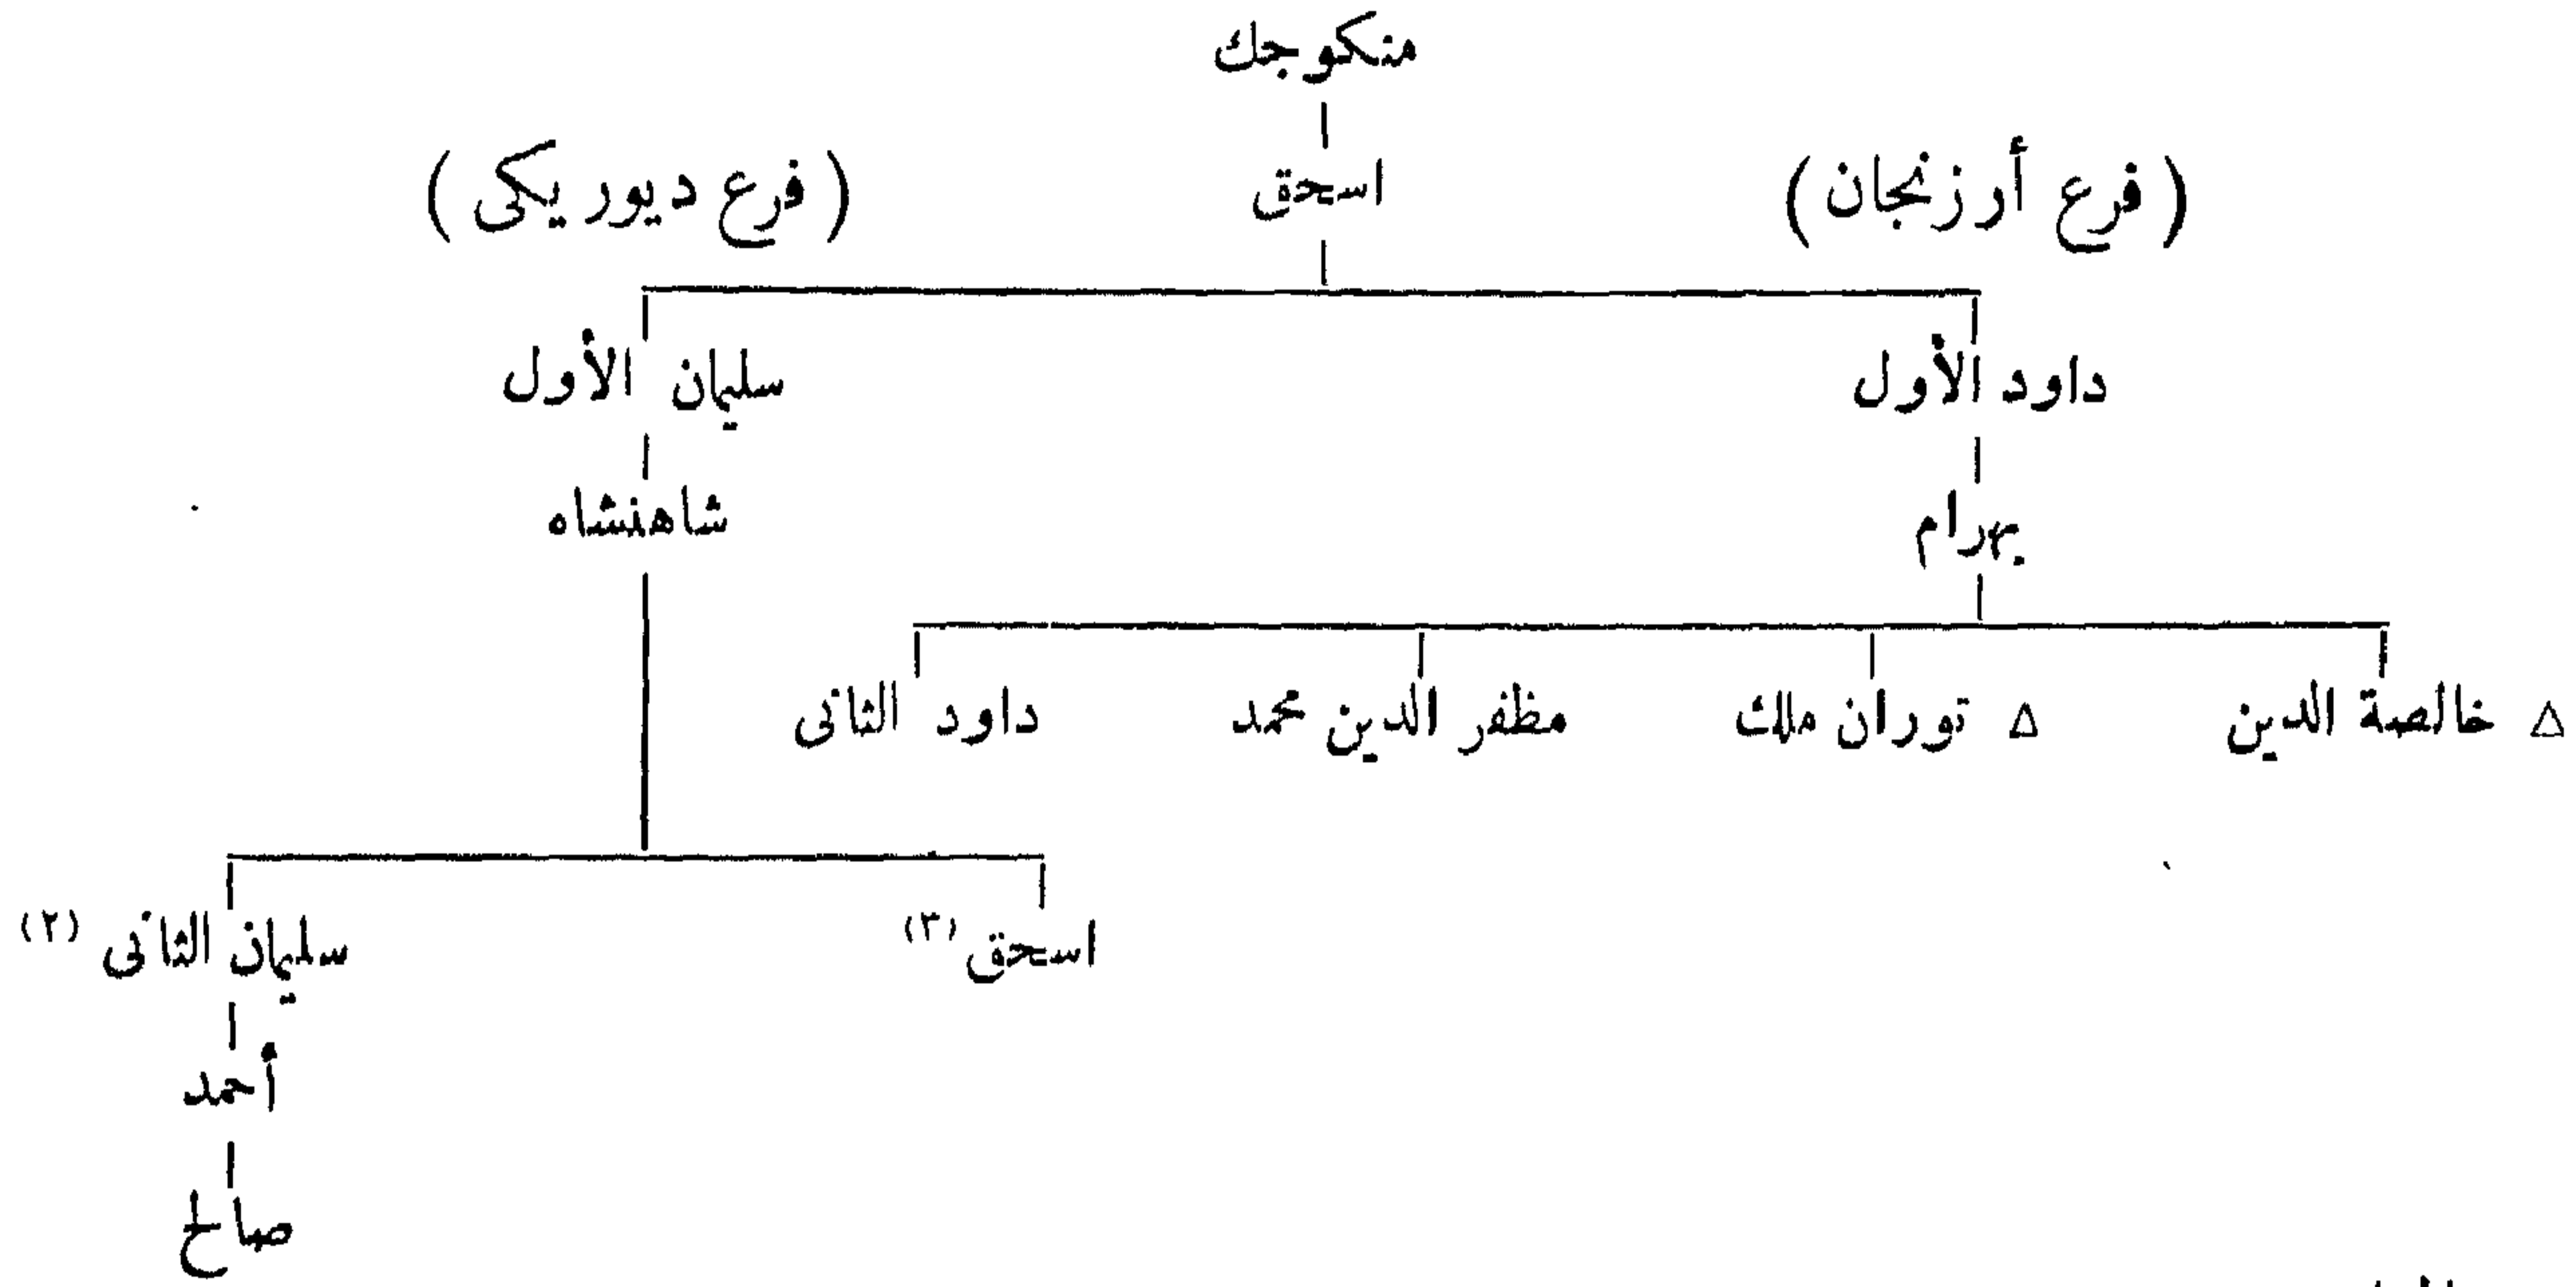 منكوجك
( فرع أرزنجان )
اسحق
( فرع ديوريكى )
داود الأول
سليمان الأول
بهرام
شاهنشاه
△ خالصة الدين
△ توران ملك
مظفر الدين محمد
داود الثانى
اسحق (٣)
سليمان الثانى (٢)
أحمد
صالح